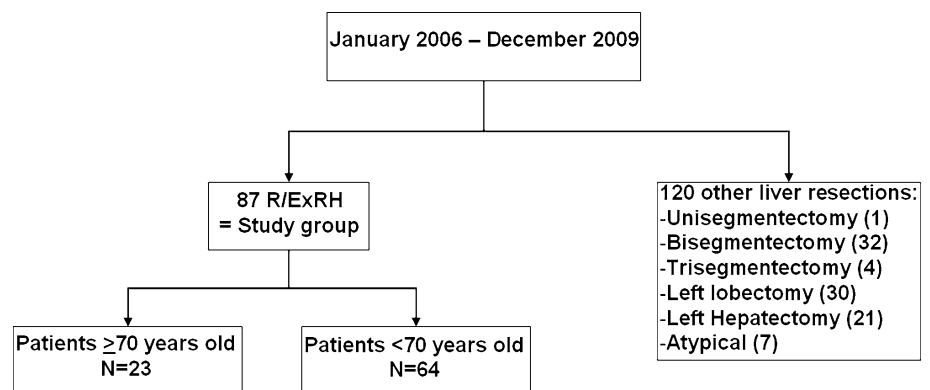 January 2006 – December 2009
87 R/ExRH
= Study group
120 other liver resections:
-Unisegmentectomy (1)
-Bisegmentectomy (32)
-Trisegmentectomy (4)
-Left lobectomy (30)
-Left Hepatectomy (21)
-Atypical (7)
Patients ≥70 years old
N=23
Patients <70 years old
N=64